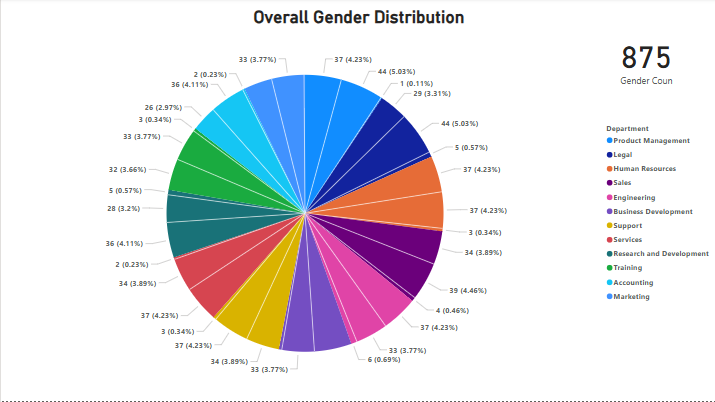 Overall Gender Distribution
875
Gender Coun
37 (4.23%)
44 (5.03%)
1 (0.11%)
29 (3.31%)
44 (5.03%)
5 (0.57%)
37 (4.23%)
37 (4.23%)
3 (0.34%)
34 (3.89%)
39 (4.46%)
4 (0.46%)
37 (4.23%)
33 (3.77%)
6 (0.69%)
33 (3.77%)
34 (3.89%)
37 (4.23%)
3 (0.34%)
37 (4.23%)
34 (3.89%)
2 (0.23%)
36 (4.11%)
28 (3.2%)
5 (0.57%)
32 (3.66%)
33 (3.77%)
3 (0.34%)
26 (2.97%)
36 (4.11%)
2 (0.23%)
33 (3.77%)
Department
Product Management
Legal
Human Resources
Sales
Engineering
Business Development
Support
Services
Research and Development
Training
Accounting
Marketing